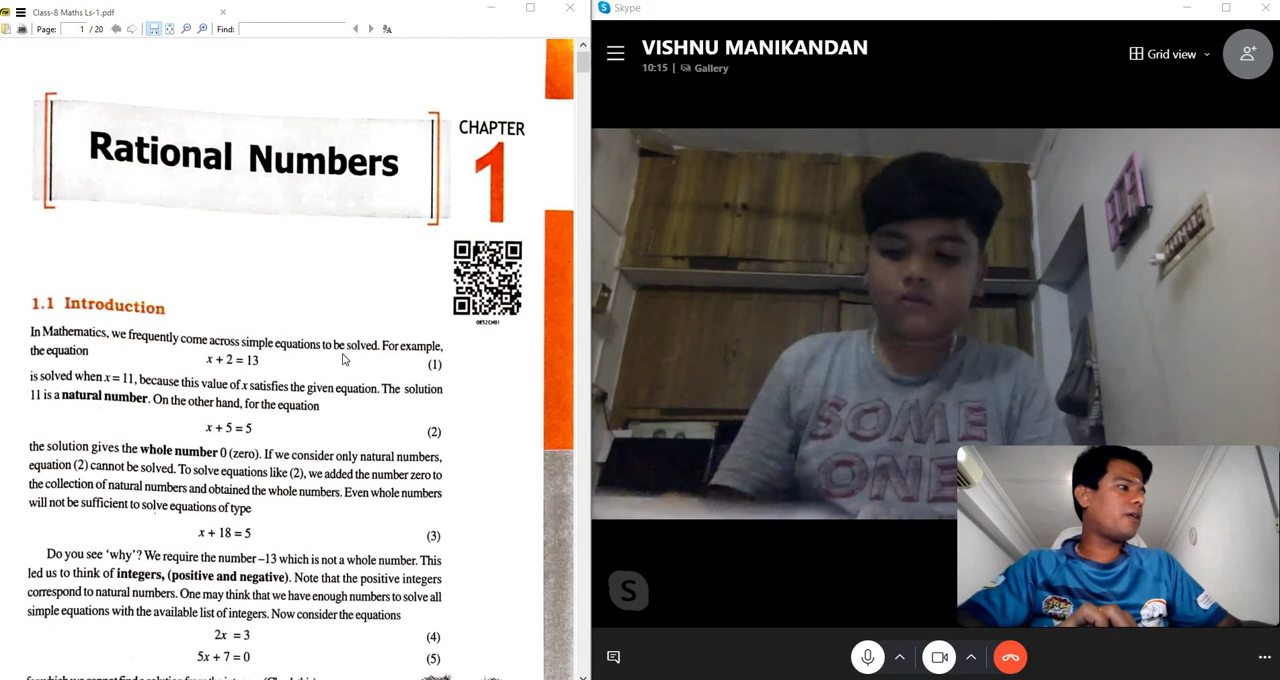 Class-8 Maths Ls-1.pdf
Page: 1 / 20 Find:
Rational Numbers
CHAPTER
1
0852CH01
1.1 Introduction
In Mathematics, we frequently come across simple equations to be solved. For example,
the equation
x + 2 = 13 (1)
is solved when x = 11, because this value of x satisfies the given equation. The solution
11 is a natural number. On the other hand, for the equation
x + 5 = 5 (2)
the solution gives the whole number 0 (zero). If we consider only natural numbers,
equation (2) cannot be solved. To solve equations like (2), we added the number zero to
the collection of natural numbers and obtained the whole numbers. Even whole numbers
will not be sufficient to solve equations of type
x + 18 = 5 (3)
Do you see 'why'? We require the number –13 which is not a whole number. This
led us to think of integers, (positive and negative). Note that the positive integers
correspond to natural numbers. One may think that we have enough numbers to solve all
simple equations with the available list of integers. Now consider the equations
2x = 3 (4)
5x + 7 = 0 (5)
Skype
VISHNU MANIKANDAN
10:15 | Gallery
Grid view
SOME
ONE
S